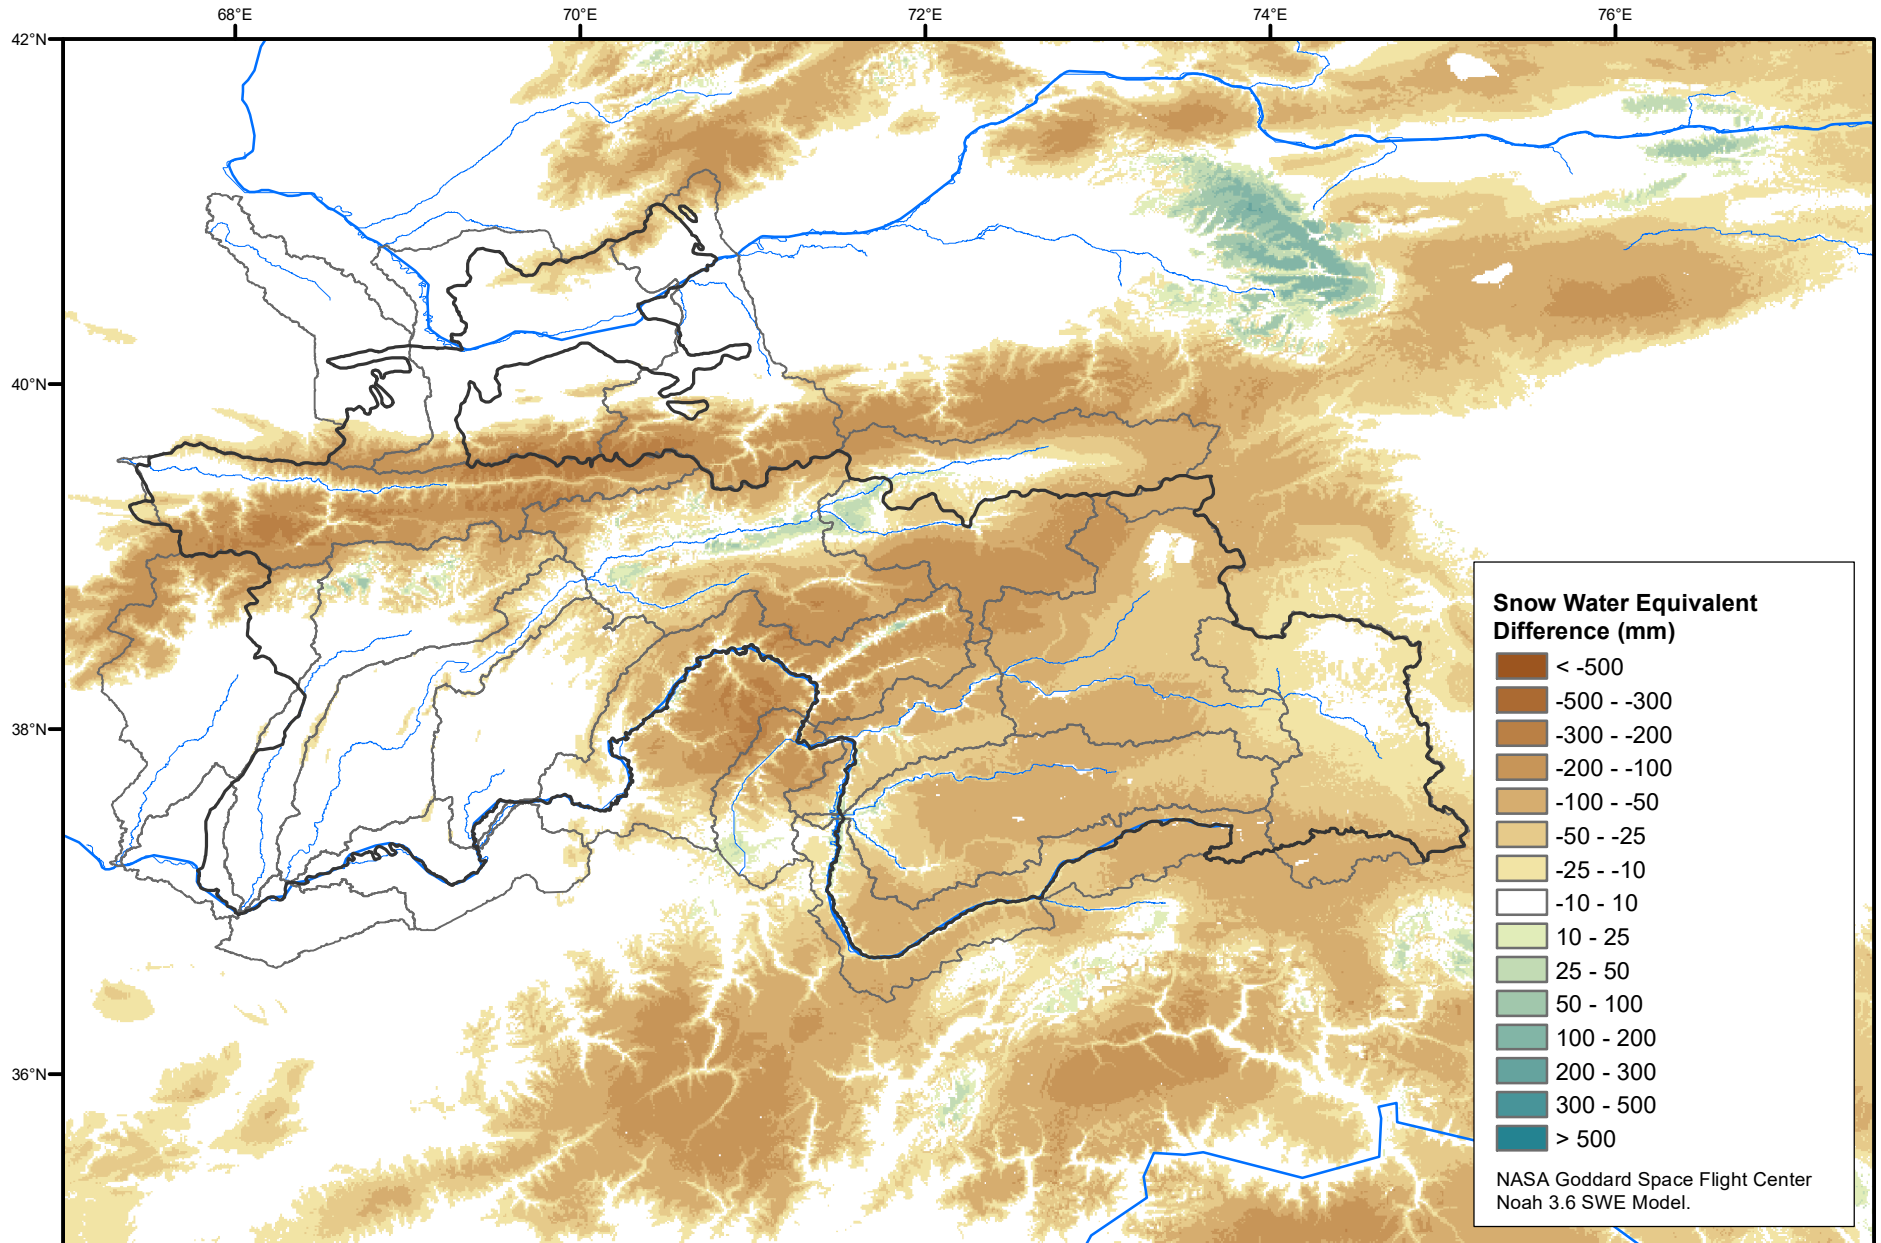 68°E
70°E
72°E
74°E
76°E
42°N
40°N
38°N
36°N
Snow Water Equivalent
Difference (mm)
< -500
-500 - -300
-300 - -200
-200 - -100
-100 - -50
-50 - -25
-25 - -10
-10 - 10
10 - 25
25 - 50
50 - 100
100 - 200
200 - 300
300 - 500
> 500
NASA Goddard Space Flight Center
Noah 3.6 SWE Model.